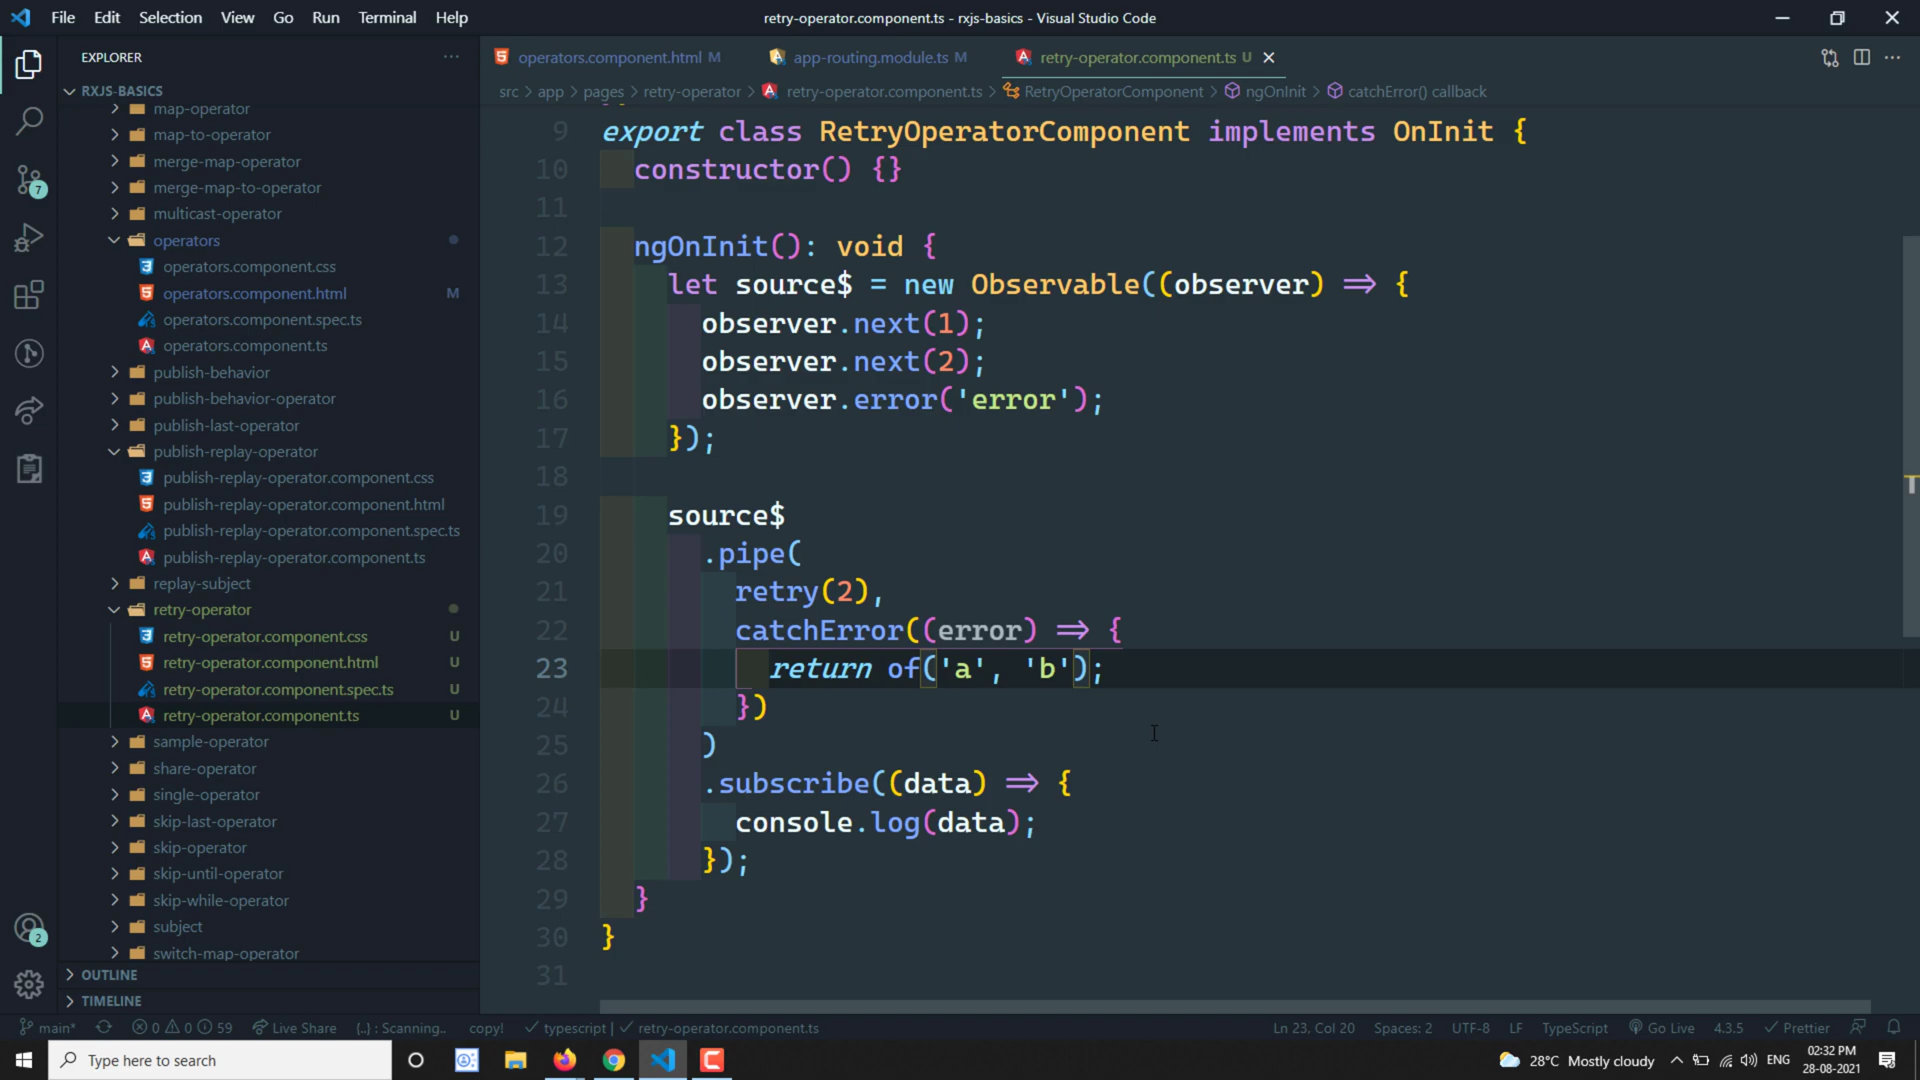 File Edit Selection View Go Run Terminal Help
retry-operator.component.ts - rxjs-basics - Visual Studio Code
EXPLORER
RXJS-BASICS
map-operator
map-to-operator
merge-map-operator
merge-map-to-operator
multicast-operator
operators
operators.component.css
operators.component.html M
operators.component.spec.ts
operators.component.ts
publish-behavior
publish-behavior-operator
publish-last-operator
publish-replay-operator
publish-replay-operator.component.css
publish-replay-operator.component.html
publish-replay-operator.component.spec.ts
publish-replay-operator.component.ts
replay-subject
retry-operator
retry-operator.component.css U
retry-operator.component.html U
retry-operator.component.spec.ts U
retry-operator.component.ts U
sample-operator
share-operator
single-operator
skip-last-operator
skip-operator
skip-until-operator
skip-while-operator
subject
switch-map-operator
OUTLINE
TIMELINE
7
2
operators.component.html M
app-routing.module.ts M
retry-operator.component.ts U
src > app > pages > retry-operator > retry-operator.component.ts > RetryOperatorComponent > ngOnInit > catchError() callback
9 export class RetryOperatorComponent implements OnInit {
10 constructor() {}
11
12 ngOnInit(): void {
13 let source$ = new Observable((observer) => {
14 observer.next(1);
15 observer.next(2);
16 observer.error('error');
17 });
18
19 source$
20 .pipe(
21 retry(2),
22 catchError((error) => {
23 return of('a', 'b');
24 })
25 )
26 .subscribe((data) => {
27 console.log(data);
28 });
29 }
30 }
31
main* 0 0 59 Live Share {..} : Scanning.. copy! typescript | retry-operator.component.ts
Ln 23, Col 20 Spaces: 2 UTF-8 LF TypeScript Go Live 4.3.5 Prettier
Type here to search
28°C Mostly cloudy ENG
02:32 PM
28-08-2021